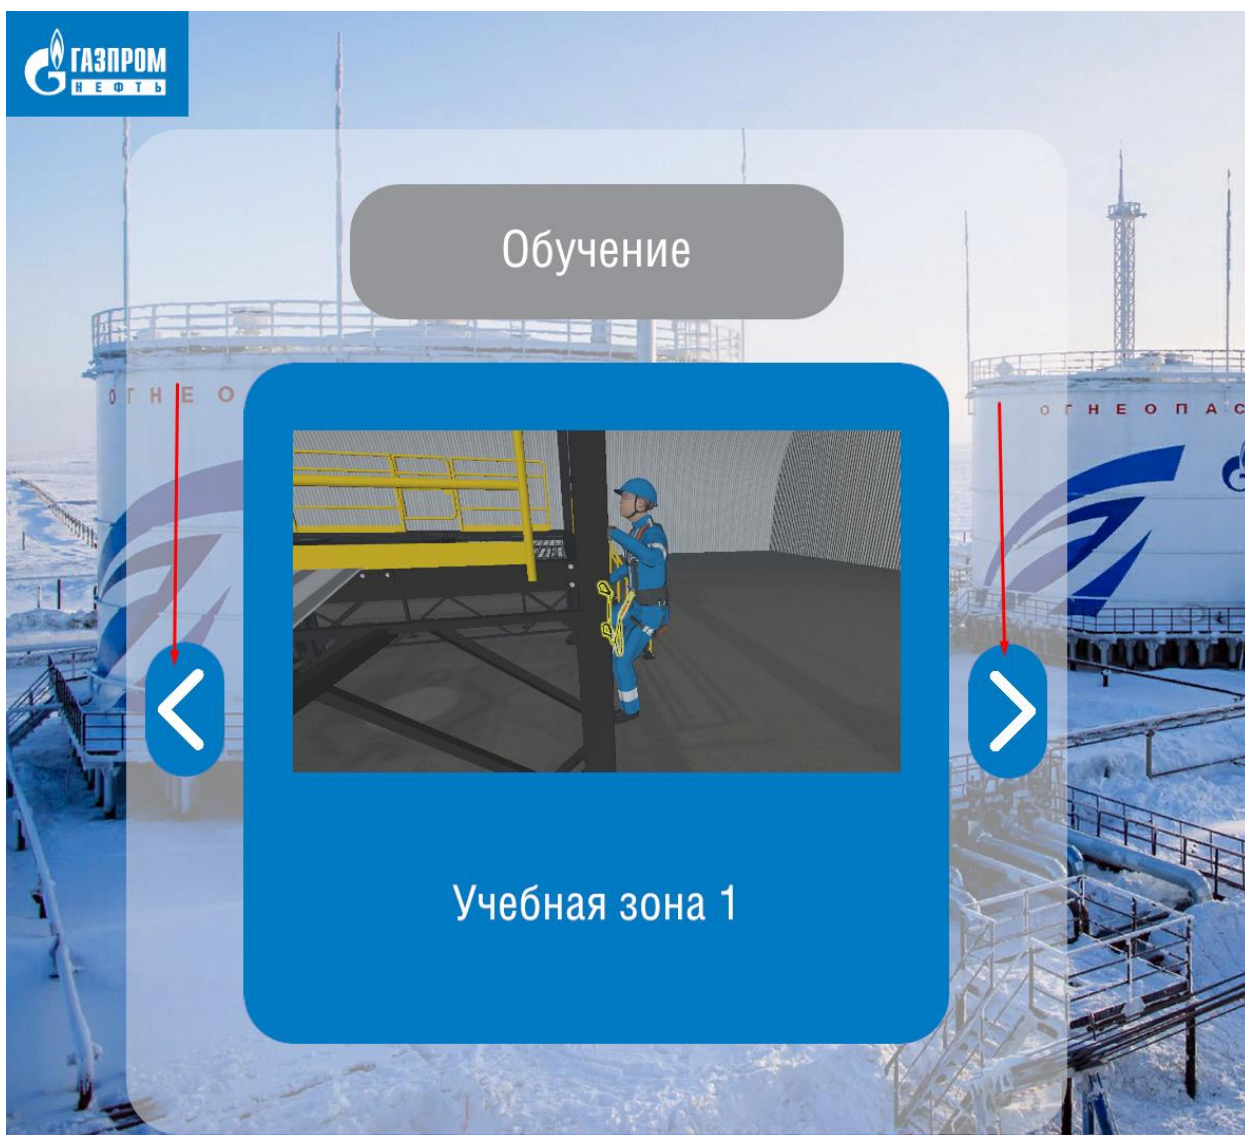 ГАЗПРОМ
НЕФТЬ
Обучение
ОГНЕО
ОГНЕОПАС
Учебная зона 1